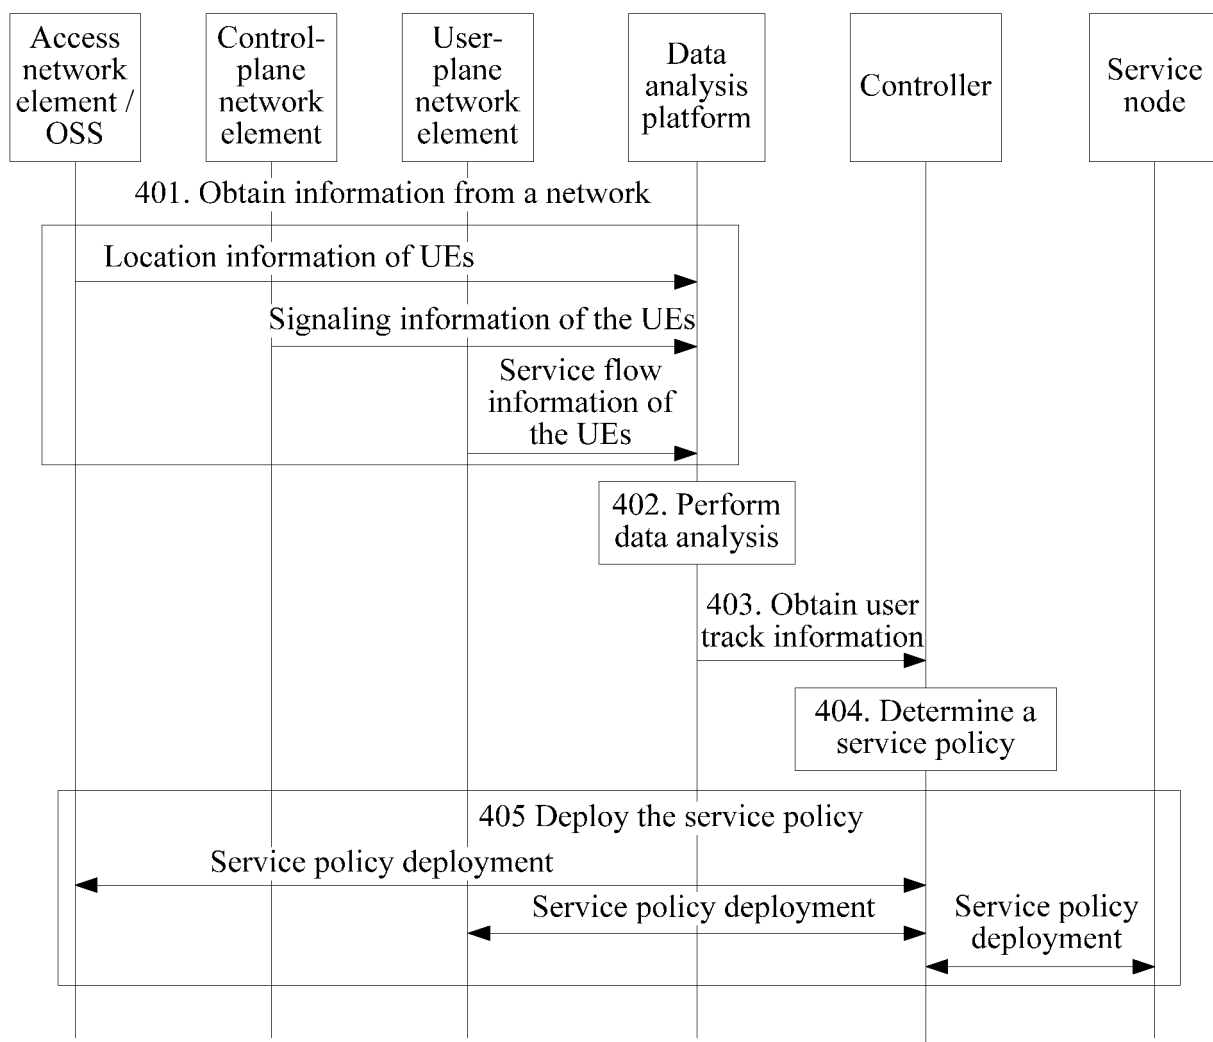 Access
network
element /
OSS
Control-
plane
network
element
User-
plane
network
element
Data
analysis
platform
Controller
Service
node
401. Obtain information from a network
Location information of UEs
Signaling information of the UEs
Service flow
information of
the UEs
402. Perform
data analysis
403. Obtain user
track information
404. Determine a
service policy
405 Deploy the service policy
Service policy deployment
Service policy deployment
Service policy
deployment